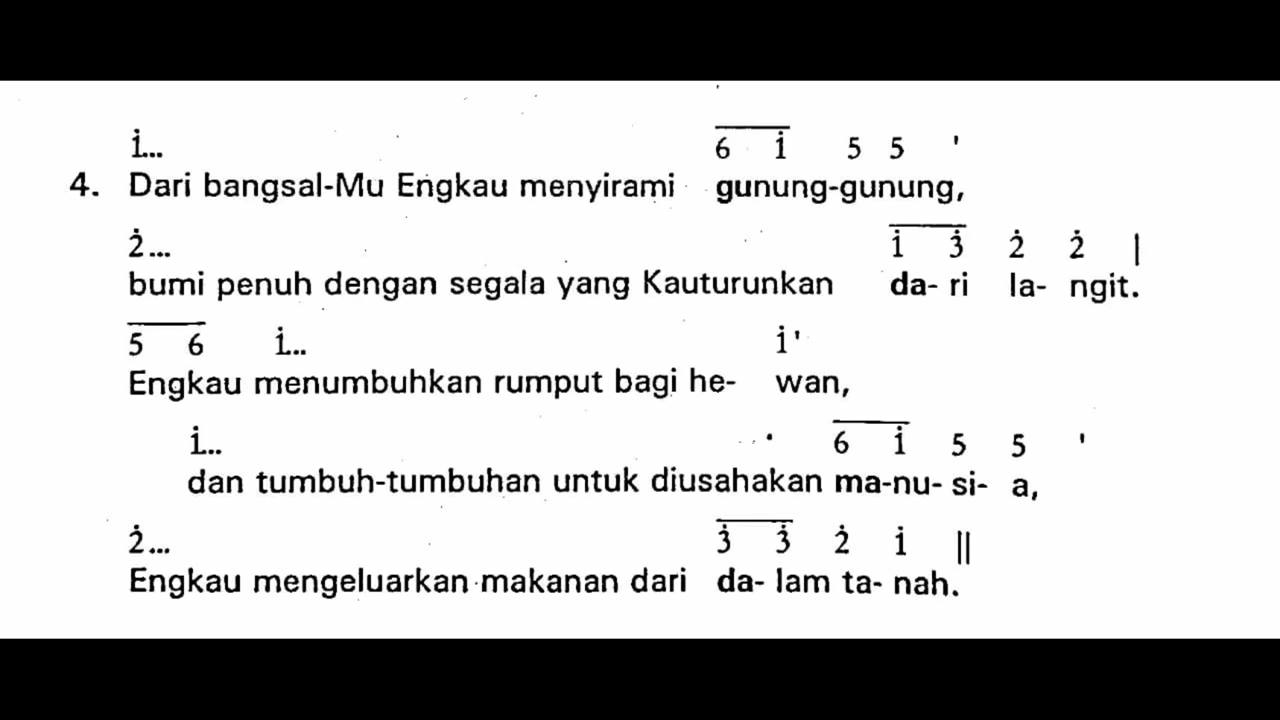 i̇... 6 i̇ 5 5 '
4. Dari bangsal-Mu Engkau menyirami gunung-gunung,
2̇... i̇ 3̇ 2̇ 2̇ |
bumi penuh dengan segala yang Kauturunkan da- ri la- ngit.
5 6 i̇... i̇ '
Engkau menumbuhkan rumput bagi he- wan,
i̇... 6 i̇ 5 5 '
dan tumbuh-tumbuhan untuk diusahakan ma-nu- si- a,
2̇... 3̇ 3̇ 2̇ i̇ ||
Engkau mengeluarkan makanan dari da- lam ta- nah.